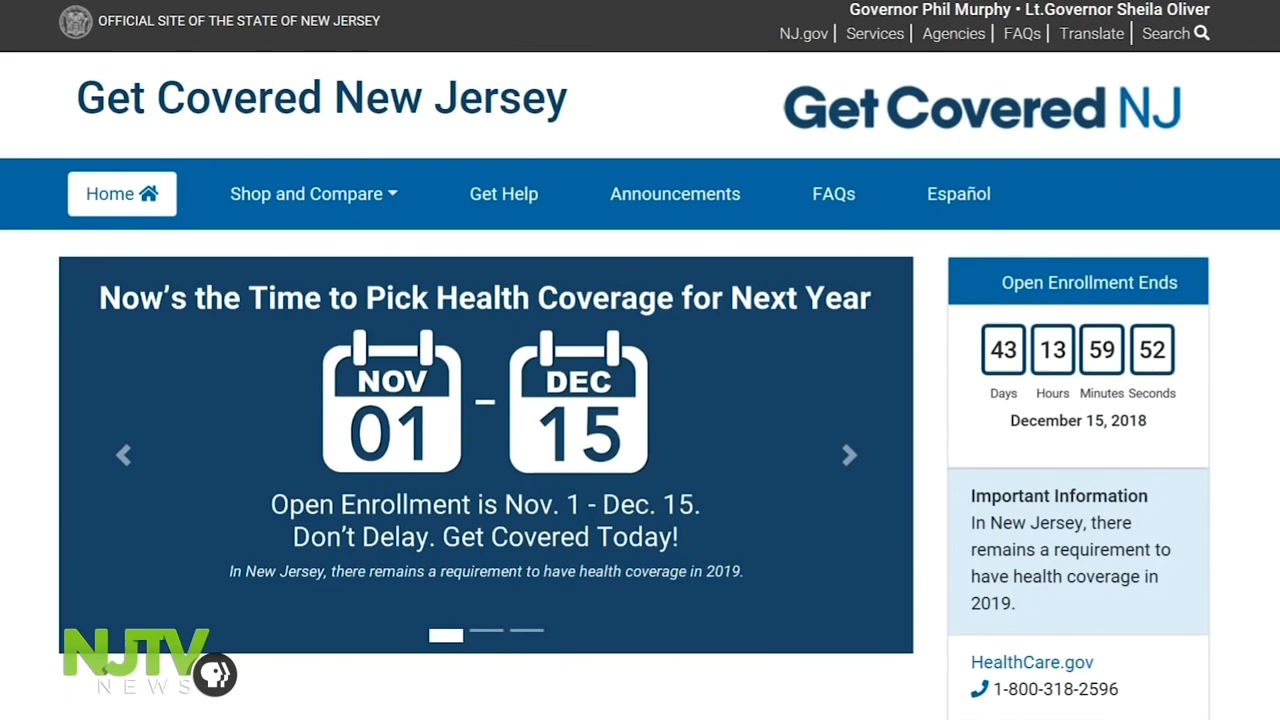 OFFICIAL SITE OF THE STATE OF NEW JERSEY
Governor Phil Murphy • Lt.Governor Sheila Oliver
NJ.gov | Services | Agencies | FAQs | Translate | Search
Get Covered New Jersey
Get Covered NJ
Home
Shop and Compare
Get Help
Announcements
FAQs
Español
Now's the Time to Pick Health Coverage for Next Year
NOV
01
–
DEC
15
Open Enrollment is Nov. 1 - Dec. 15.
Don't Delay. Get Covered Today!
In New Jersey, there remains a requirement to have health coverage in 2019.
Open Enrollment Ends
43 13 59 52
Days Hours Minutes Seconds
December 15, 2018
Important Information
In New Jersey, there
remains a requirement to
have health coverage in
2019.
HealthCare.gov
1-800-318-2596
NJTV
NEWS